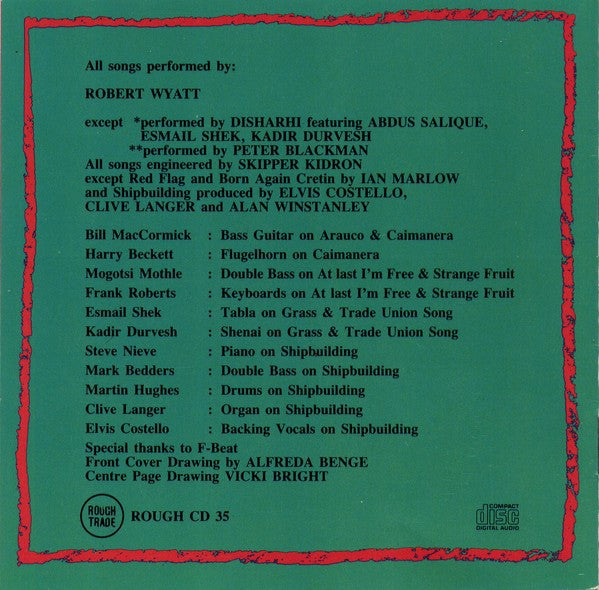 All songs performed by:
ROBERT WYATT
except *performed by DISHARHI featuring ABDUS SALIQUE,
ESMAIL SHEK, KADIR DURVESH
**performed by PETER BLACKMAN
All songs engineered by SKIPPER KIDRON
except Red Flag and Born Again Cretin by IAN MARLOW
and Shipbuilding produced by ELVIS COSTELLO,
CLIVE LANGER and ALAN WINSTANLEY
Bill MacCormick : Bass Guitar on Arauco & Caimanera
Harry Beckett : Flugelhorn on Caimanera
Mogotsi Mothle : Double Bass on At last I'm Free & Strange Fruit
Frank Roberts : Keyboards on At last I'm Free & Strange Fruit
Esmail Shek : Tabla on Grass & Trade Union Song
Kadir Durvesh : Shenai on Grass & Trade Union Song
Steve Nieve : Piano on Shipbuilding
Mark Bedders : Double Bass on Shipbuilding
Martin Hughes : Drums on Shipbuilding
Clive Langer : Organ on Shipbuilding
Elvis Costello : Backing Vocals on Shipbuilding
Special thanks to F-Beat
Front Cover Drawing by ALFREDA BENGE
Centre Page Drawing VICKI BRIGHT
ROUGH
TRADE
ROUGH CD 35
COMPACT
disc
DIGITAL AUDIO